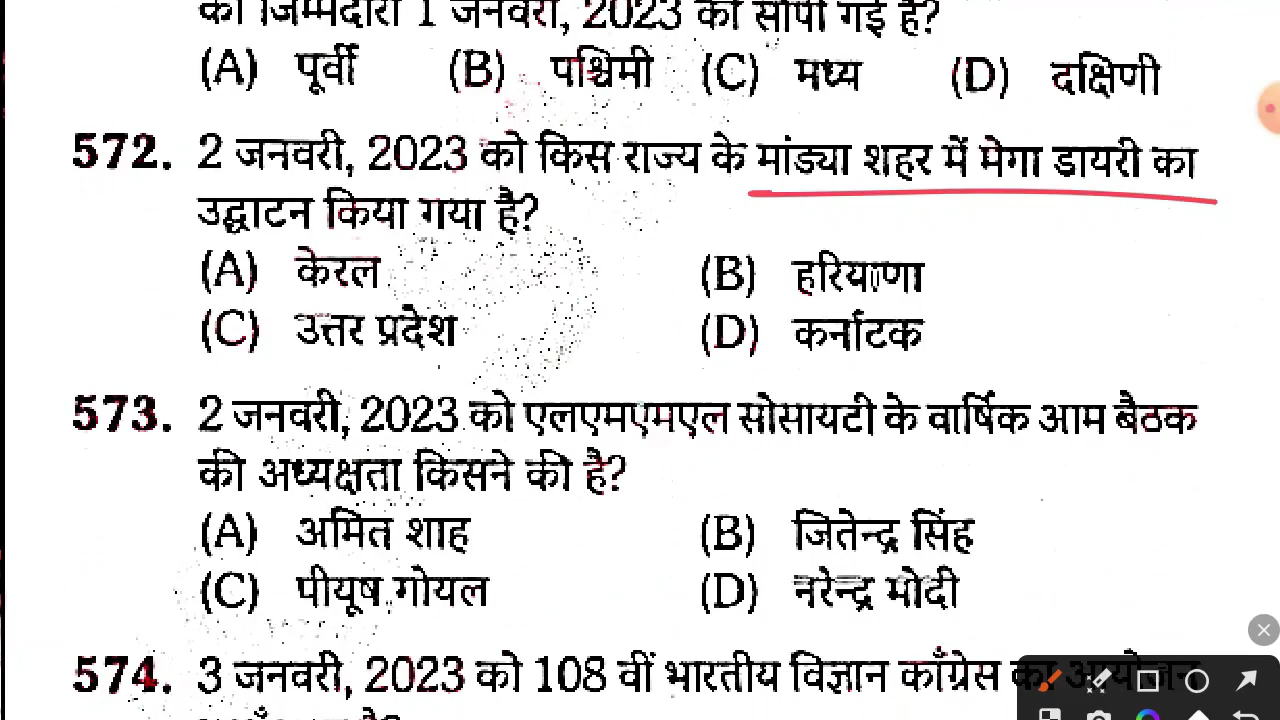 की जिम्मेदारी 1 जनवरी, 2023 को सौंपी गई है?
(A) पूर्वी (B) पश्चिमी (C) मध्य (D) दक्षिणी
572. 2 जनवरी, 2023 को किस राज्य के मांड्या शहर में मेगा डायरी का
उद्घाटन किया गया है?
(A) केरल (B) हरियाणा
(C) उत्तर प्रदेश (D) कर्नाटक
573. 2 जनवरी, 2023 को एलएमएमएल सोसायटी के वार्षिक आम बैठक
की अध्यक्षता किसने की है?
(A) अमित शाह (B) जितेन्द्र सिंह
(C) पीयूष गोयल (D) नरेन्द्र मोदी
574. 3 जनवरी, 2023 को 108 वीं भारतीय विज्ञान काँग्रेस का आयोजन